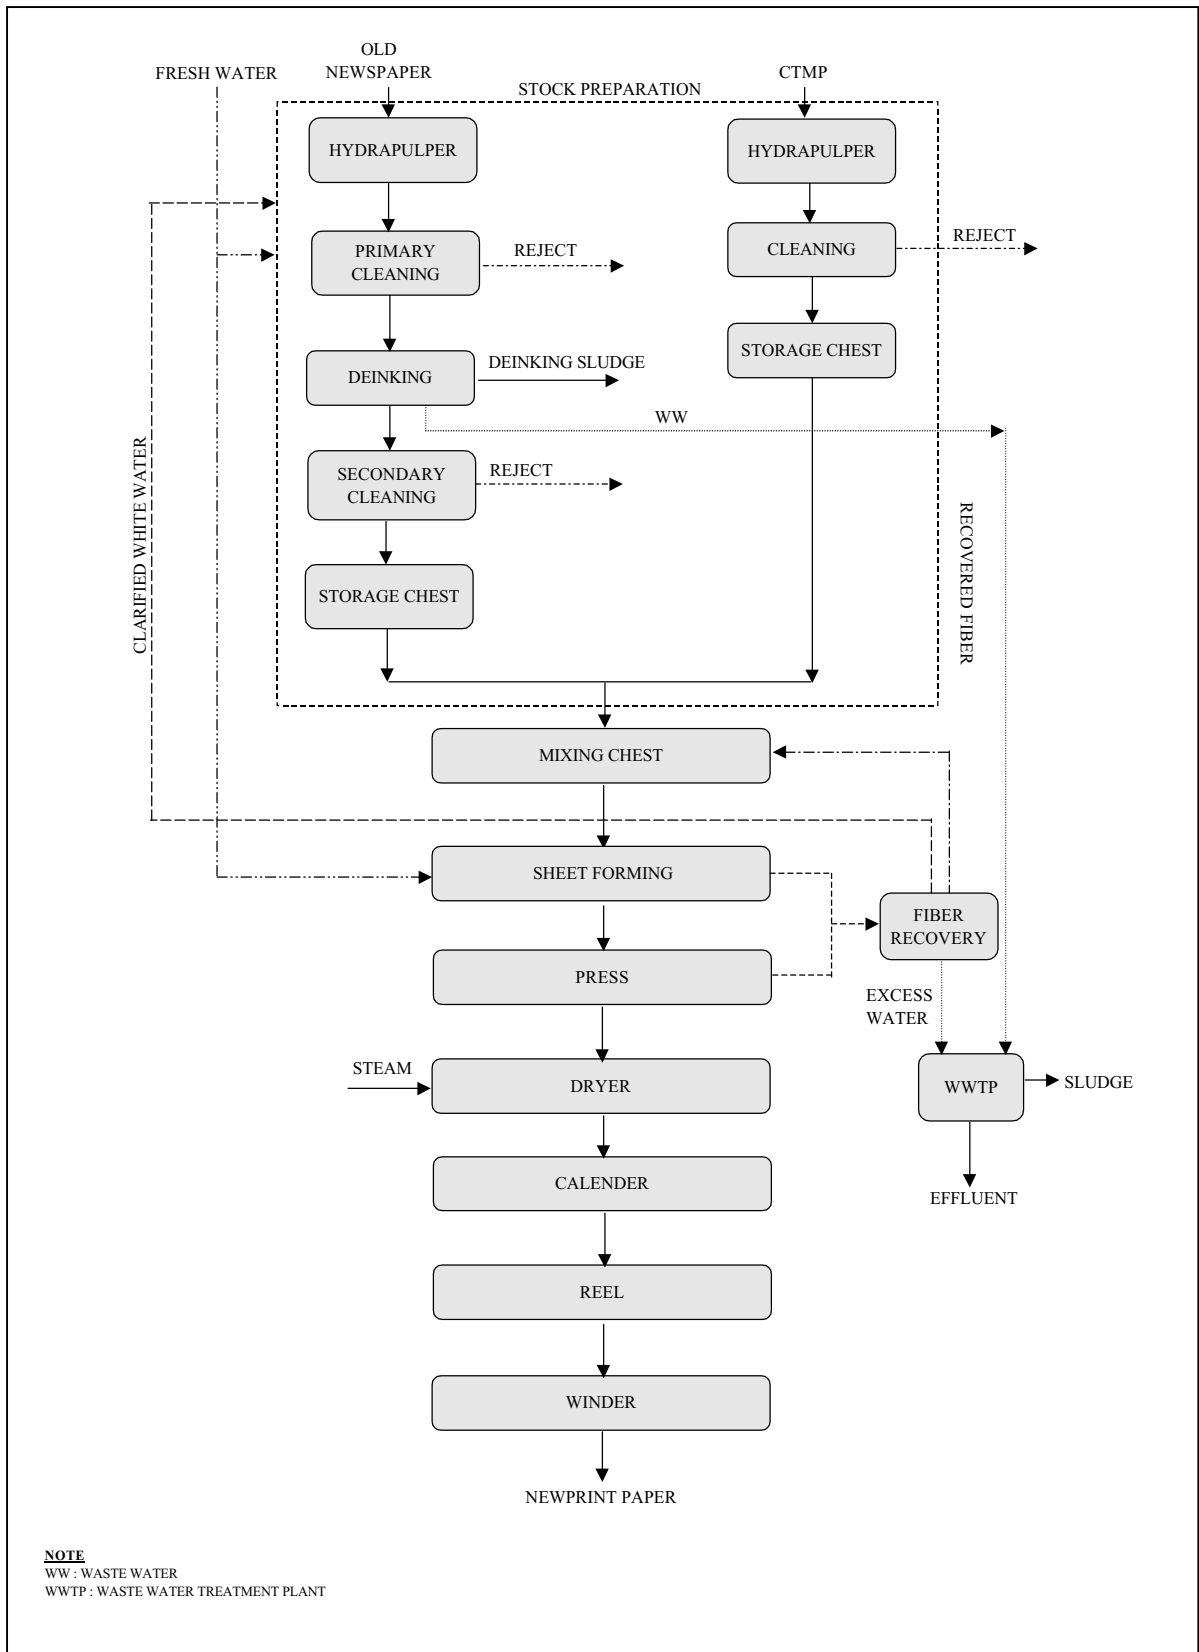 OLD
NEWSPAPER
FRESH WATER
CTMP
STOCK PREPARATION
HYDRAPULPER
HYDRAPULPER
PRIMARY
CLEANING
REJECT
CLEANING
REJECT
STORAGE CHEST
DEINKING
DEINKING SLUDGE
WW
SECONDARY
CLEANING
REJECT
CLARIFIED WHITE WATER
RECOVERED FIBER
STORAGE CHEST
MIXING CHEST
SHEET FORMING
FIBER
RECOVERY
PRESS
EXCESS
WATER
STEAM
DRYER
WWTP
SLUDGE
CALENDER
EFFLUENT
REEL
WINDER
NEWPRINT PAPER
NOTE
WW : WASTE WATER
WWTP : WASTE WATER TREATMENT PLANT